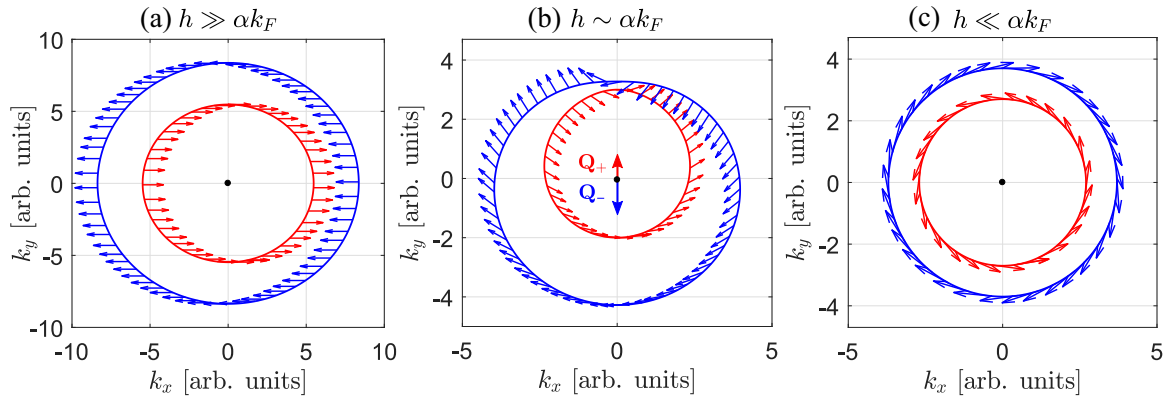 (a) h ≫ αk_F
(b) h ∼ αk_F
(c) h ≪ αk_F
10
5
0
-5
-10
k_y [arb. units]
-10 -5 0 5 10
k_x [arb. units]
4
2
0
-2
-4
k_y [arb. units]
Q+
Q−
-5 0 5
k_x [arb. units]
4
2
0
-2
-4
k_y [arb. units]
-5 0 5
k_x [arb. units]